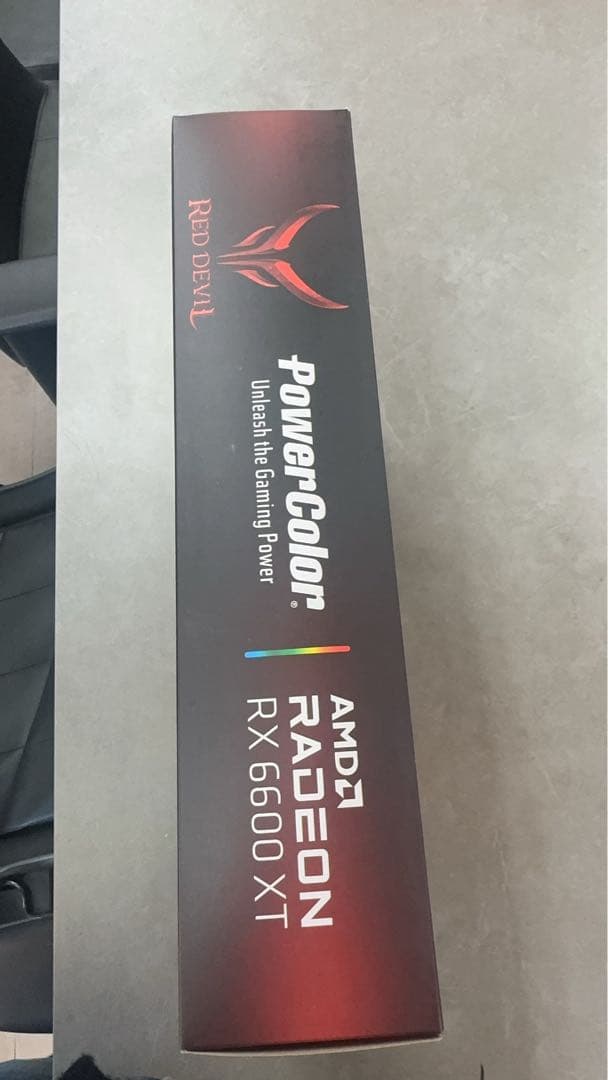 RED DEVIL
PowerColor®
Unleash the Gaming Power
AMD
RADEON
RX 6600 XT